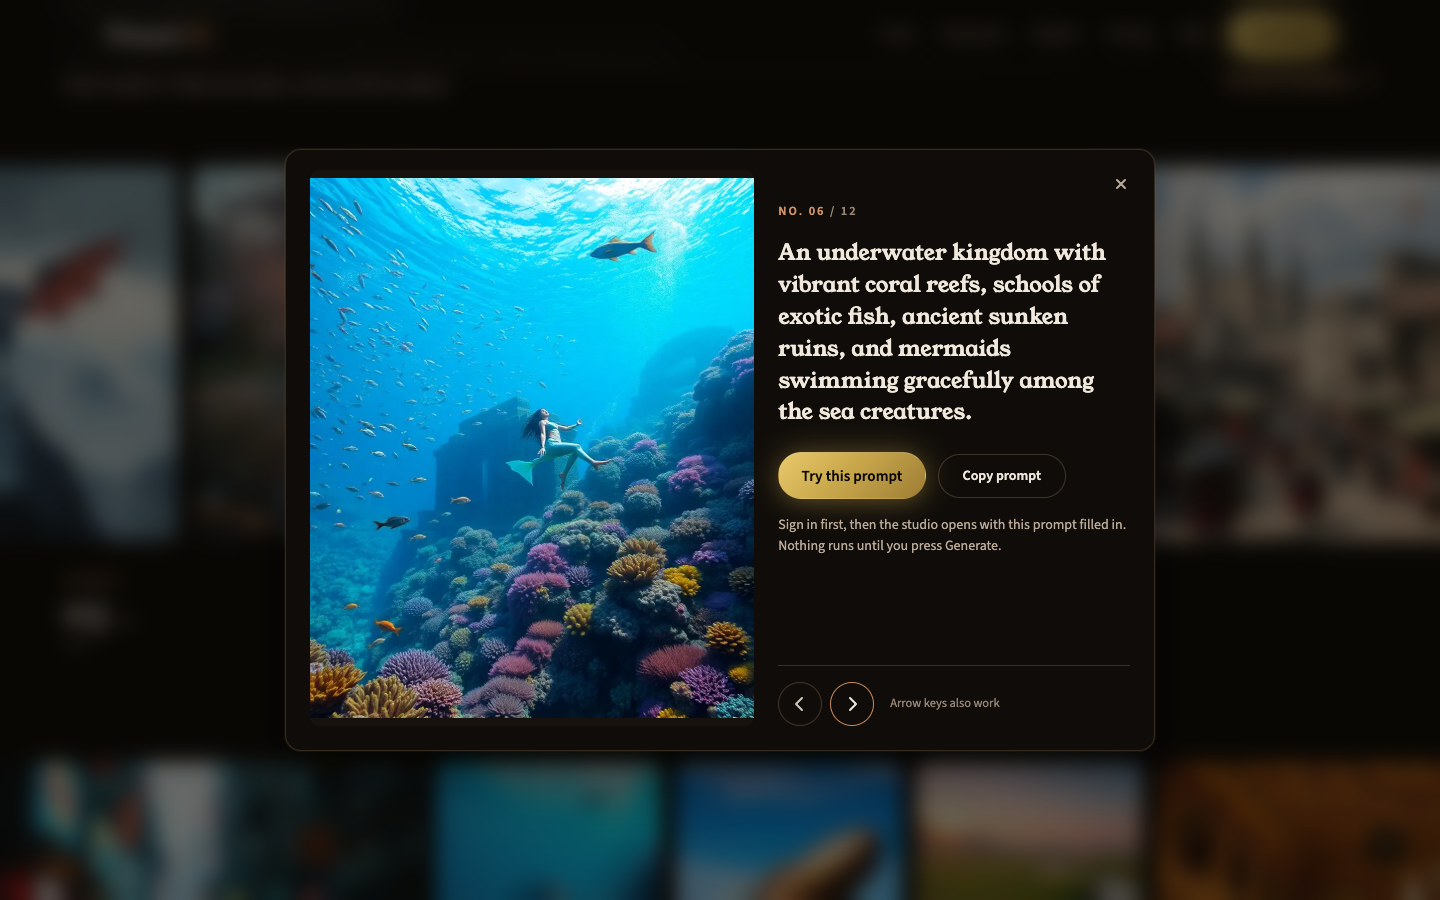 NO. 06 / 12
An underwater kingdom with
vibrant coral reefs, schools of
exotic fish, ancient sunken
ruins, and mermaids
swimming gracefully among
the sea creatures.
Try this prompt
Copy prompt
Sign in first, then the studio opens with this prompt filled in.
Nothing runs until you press Generate.
Arrow keys also work